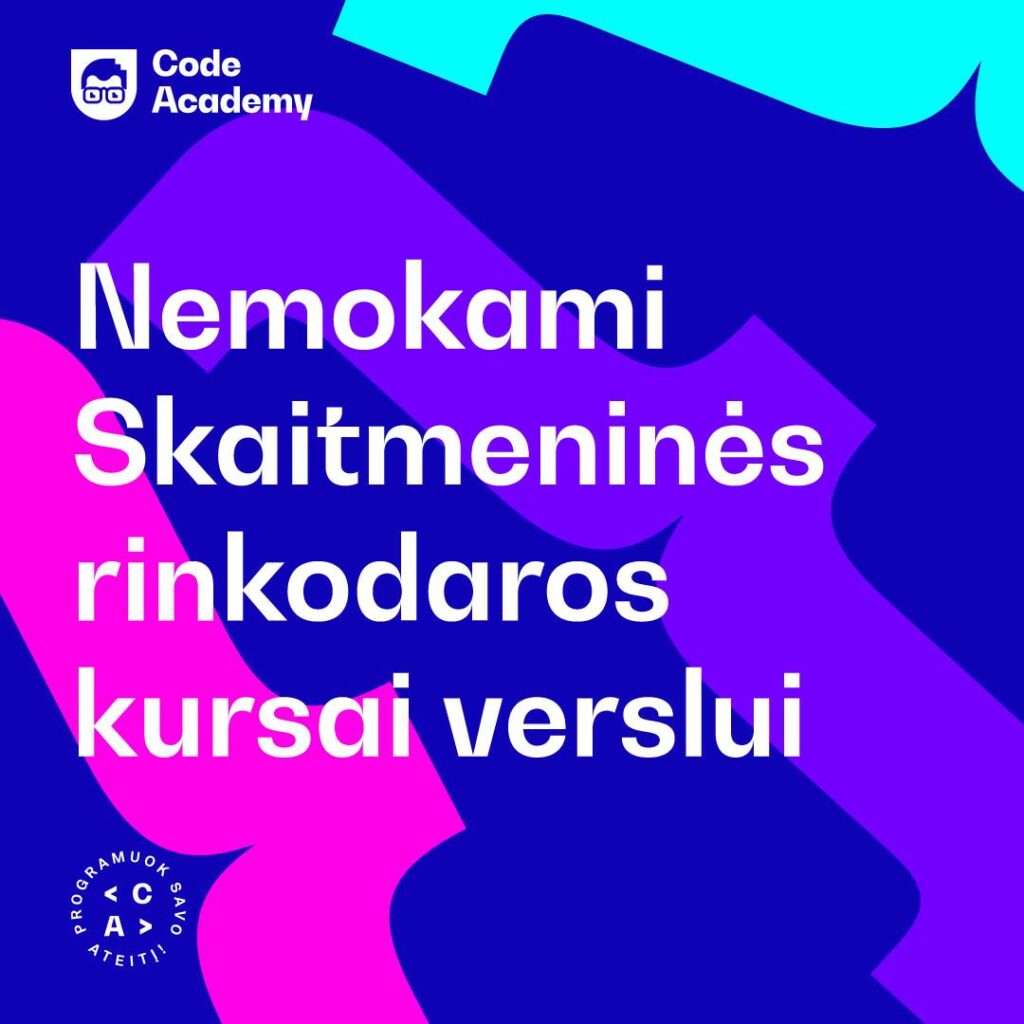 Code
Academy
Nemokami
Skaitmeninės
rinkodaros
kursai verslui
PROGRAMUOK SAVO
ATEITĮ!
<C
A>